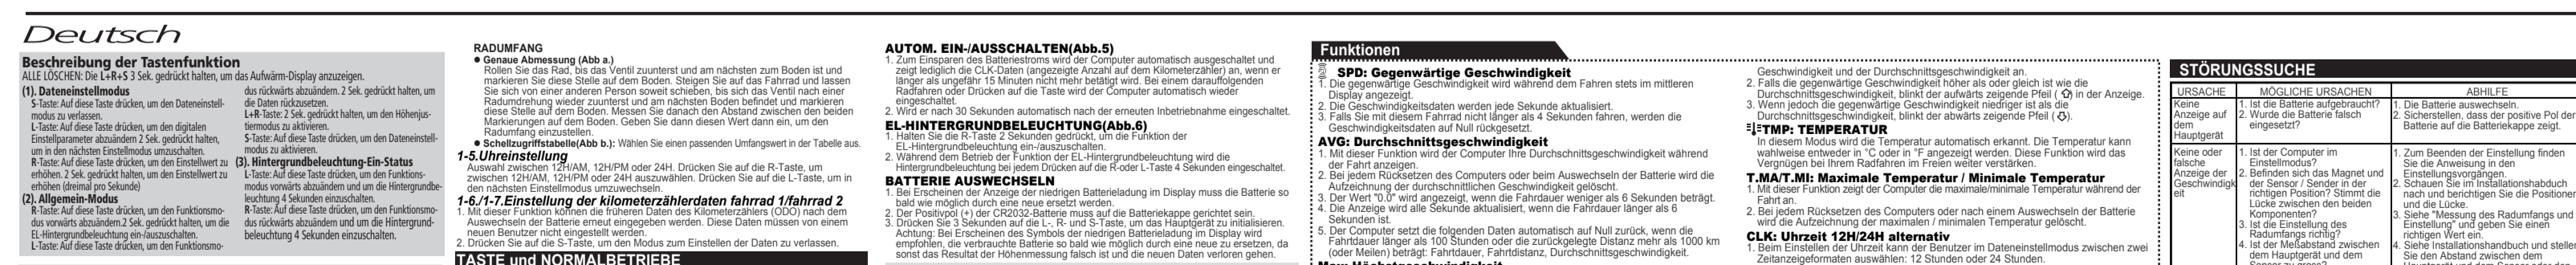 Deutsch
Beschreibung der Tastenfunktion
ALLE LÖSCHEN: Die L+R+S 3 Sek. gedrückt halten, um das Aufwärm-Display anzuzeigen.
(1). Dateneinstellmodus
S-Taste: Auf diese Taste drücken, um den Dateneinstell-
modus zu verlassen.
L-Taste: Auf diese Taste drücken, um den digitalen
Einstellparameter abzuändern 2 Sek. gedrückt halten,
um in den nächsten Einstellmodus umzuschalten.
R-Taste: Auf diese Taste drücken, um den Einstellwert zu
erhöhen. 2 Sek. gedrückt halten, um den Einstellwert zu
erhöhen (dreimal pro Sekunde)
(2). Allgemein-Modus
R-Taste: Auf diese Taste drücken, um den Funktionsmo-
dus vorwärts abzuändern.2 Sek. gedrückt halten, um die
EL-Hintergrundbeleuchtung ein-/auszuschalten.
L-Taste: Auf diese Taste drücken, um den Funktionsmo-
dus rückwärts abzuändern. 2 Sek. gedrückt halten, um
die Daten rückzusetzen.
L+R-Taste: 2 Sek. gedrückt halten, um den Höhenjus-
tiermodus zu aktivieren.
S-Taste: Auf diese Taste drücken, um den Dateneinstell-
modus zu aktivieren.
(3). Hintergrundbeleuchtung-Ein-Status
L-Taste: Auf diese Taste drücken, um den Funktions-
modus vorwärts abzuändern und um die Hintergrundbe-
leuchtung 4 Sekunden einzuschalten.
R-Taste: Auf diese Taste drücken, um den Funktionsmo-
dus rückwärts abzuändern und um die Hintergrund-
beleuchtung 4 Sekunden einzuschalten.
RADUMFANG
● Genaue Abmessung (Abb a.)
Rollen Sie das Rad, bis das Ventil zuunterst und am nächsten zum Boden ist und
markieren Sie diese Stelle auf dem Boden. Steigen Sie auf das Fahrrad und lassen
Sie sich von einer anderen Person soweit schieben, bis sich das Ventil nach einer
Radumdrehung wieder zunterst und am nächsten Boden befindet und markieren
diese Stelle auf dem Boden. Messen Sie danach den Abstand zwischen den beiden
Markierungen auf dem Boden. Geben Sie dann diesen Wert dann ein, um den
Radumfang einzustellen.
● Schellzugriffstabelle(Abb b.): Wählen Sie einen passenden Umfangswert in der Tabelle aus.
1-5.Uhreinstellung
Auswahl zwischen 12H/AM, 12H/PM oder 24H. Drücken Sie auf die R-Taste, um
zwischen 12H/AM, 12H/PM oder 24H auszuwählen. Drücken Sie auf die L-Taste, um in
den nächsten Einstellmodus umzuwechseln.
1-6./1-7.Einstellung der kilometerzählerdaten fahrrad 1/fahrrad 2
1. Mit dieser Funktion können die früheren Daten des Kilometerzählers (ODO) nach dem
Auswechseln der Batterie erneut eingegeben werden. Diese Daten müssen von einem
neuen Benutzer nicht eingestellt werden.
2. Drücken Sie auf die S-Taste, um den Modus zum Einstellen der Daten zu verlassen.
TASTE und NORMALBETRIEBE
AUTOM. EIN-/AUSSCHALTEN(Abb.5)
1. Zum Einsparen des Batteriestroms wird der Computer automatisch ausgeschaltet und
zeigt lediglich die CLK-Daten (angezeigte Anzahl auf dem Kilometerzähler) an, wenn er
länger als ungefähr 15 Minuten nicht mehr betätigt wird. Bei einem darauffolgenden
Radfahren oder Drücken auf die Taste wird der Computer automatisch wieder
eingeschaltet.
2. Wird er nach 30 Sekunden automatisch nach der erneuten Inbetriebnahme eingeschaltet.
EL-HINTERGRUNDBELEUCHTUNG(Abb.6)
1. Halten Sie die R-Taste 2 Sekunden gedrückt, um die Funktion der
EL-Hintergrundbeleuchtung ein-/auszuschalten.
2. Während dem Betrieb der Funktion der EL-Hintergrundbeleuchtung wird die
Hintergrundbeleuchtung bei jedem Drücken auf die R-oder L-Taste 4 Sekunden eingeschaltet.
BATTERIE AUSWECHSELN
1. Bei Erscheinen der Anzeige der niedrigen Batterieladung im Display muss die Batterie so
bald wie möglich durch eine neue ersetzt werden.
2. Der Positivpol (+) der CR2032-Batterie muss auf die Batteriekappe gerichtet sein.
3. Drücken Sie 3 Sekunden auf die L-, R- und S-Taste, um das Hauptgerät zu initialisieren.
Achtung: Bei Erscheinen des Symbols der niedrigen Batterieladung im Display wird
empfohlen, die verbrauchte Batterie so bald wie möglich durch eine neue zu ersetzen, da
sonst das Resultat der Höhenmessung falsch ist und die neuen Daten verloren gehen.
Funktionen
SPD: Gegenwärtige Geschwindigkeit
1. Die gegenwärtige Geschwindigkeit wird während dem Fahren stets im mittleren
Display angezeigt.
2. Die Geschwindigkeitsdaten werden jede Sekunde aktualisiert.
3. Falls Sie mit diesem Fahrrad nicht länger als 4 Sekunden fahren, werden die
Geschwindigkeitsdaten auf Null rückgesetzt.
AVG: Durchschnittsgeschwindigkeit
1. Mit dieser Funktion wird der Computer Ihre Durchschnittsgeschwindigkeit während
der Fahrt anzeigen.
2. Bei jedem Rücksetzen des Computers oder beim Auswechseln der Batterie wird die
Aufzeichnung der durchschnittlichen Geschwindigkeit gelöscht.
3. Der Wert "0.0" wird angezeigt, wenn die Fahrdauer weniger als 6 Sekunden beträgt.
4. Die Anzeige wird alle Sekunde aktualisiert, wenn die Fahrdauer länger als 6
Sekunden ist.
5. Der Computer setzt die folgenden Daten automatisch auf Null zurück, wenn die
Fahrtdauer länger als 100 Stunden oder die zurückgelegte Distanz mehr als 1000 km
(oder Meilen) beträgt: Fahrtdauer, Fahrtdistanz, Durchschnittsgeschwindigkeit.
Geschwindigkeit und der Durchschnittsgeschwindigkeit an.
2. Falls die gegenwärtige Geschwindigkeit höher als oder gleich ist wie die
Durchschnittsgeschwindigkeit, blinkt der aufwärts zeigende Pfeil ( ⇧) in der Anzeige.
3. Wenn jedoch die gegenwärtige Geschwindigkeit niedriger ist als die
Durchschnittsgeschwindigkeit, blinkt der abwärts zeigende Pfeil (⇩).
TMP: TEMPERATUR
In diesem Modus wird die Temperatur automatisch erkannt. Die Temperatur kann
wahlweise entweder in °C oder in °F angezeigt werden. Diese Funktion wird das
Vergnügen bei Ihrem Radfahren im Freien weiter verstärken.
T.MA/T.MI: Maximale Temperatur / Minimale Temperatur
1. Mit dieser Funktion zeigt der Computer die maximale/minimale Temperatur während der
Fahrt an.
2. Bei jedem Rücksetzen des Computers oder nach einem Auswechseln der Batterie
wird die Aufzeichnung der maximalen / minimalen Temperatur gelöscht.
CLK: Uhrzeit 12H/24H alternativ
1. Beim Einstellen der Uhrzeit kann der Benutzer im Dateneinstellmodus zwischen zwei
Zeitanzeigeformaten auswählen: 12 Stunden oder 24 Stunden.
STÖRUNGSSUCHE
URSACHE MÖGLICHE URSACHEN ABHILFE
Keine
Anzeige auf
dem
Hauptgerät
1. Ist die Batterie aufgebraucht?
2. Wurde die Batterie falsch
eingesetzt?
1. Die Batterie auswechseln.
2. Sicherstellen, dass der positive Pol der
Batterie auf die Batteriekappe zeigt.
Keine oder
falsche
Anzeige der
Geschwindigk
eit
1. Ist der Computer im
Einstellmodus?
2. Befinden sich das Magnet und
der Sensor / Sender in der
richtigen Position? Stimmt die
Lücke zwischen den beiden
Komponenten?
3. Ist die Einstellung des
Radumfangs richtig?
4. Ist der Meßabstand zwischen
dem Hauptgerät und dem
1. Zum Beenden der Einstellung finden
Sie die Anweisung in den
Einstellungsvorgängen.
2. Schauen Sie im Installationshabduch
nach und berichtigen Sie die Positionen
und die Lücke.
3. Siehe "Messung des Radumfangs und
Einstellung" und geben Sie einen
richtigen Wert ein.
4. Siehe Installationshandbuch und stellen
Sie den Abstand zwischen dem